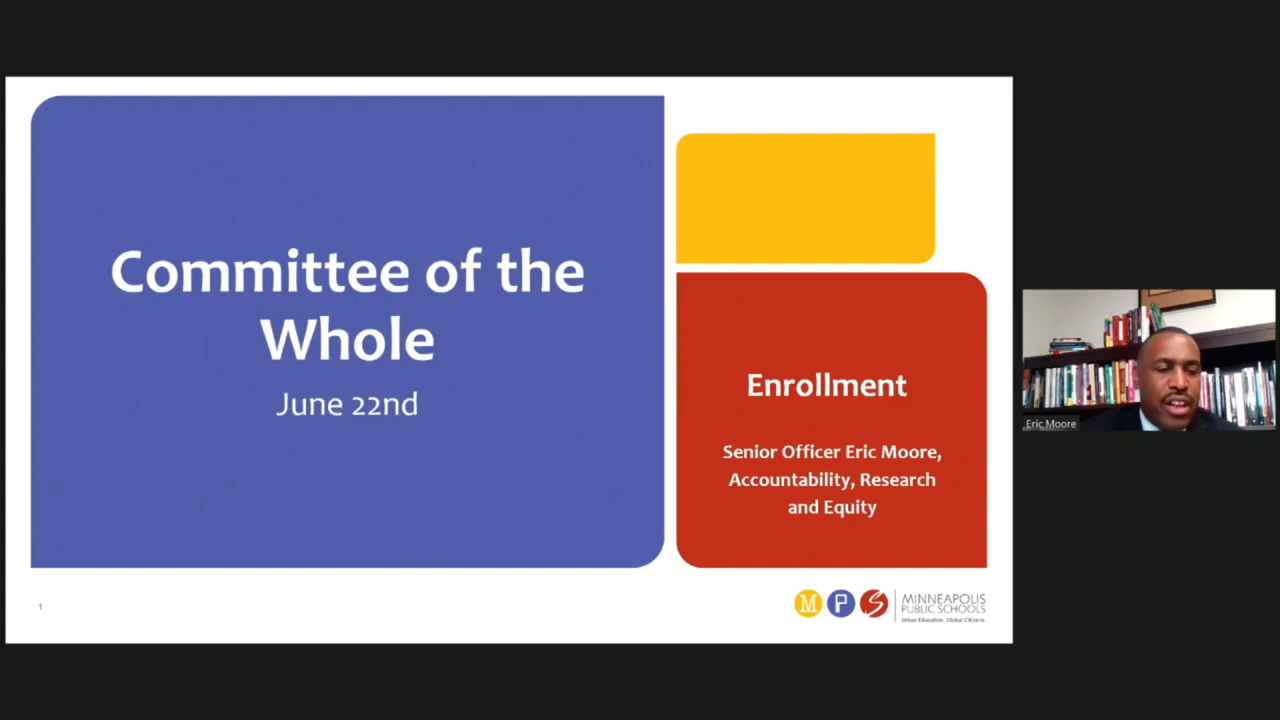 Committee of the
Whole
June 22nd
Enrollment
Senior Officer Eric Moore,
Accountability, Research
and Equity
1
M P S
MINNEAPOLIS
PUBLIC SCHOOLS
Urban Education. Global Citizens.
Eric Moore